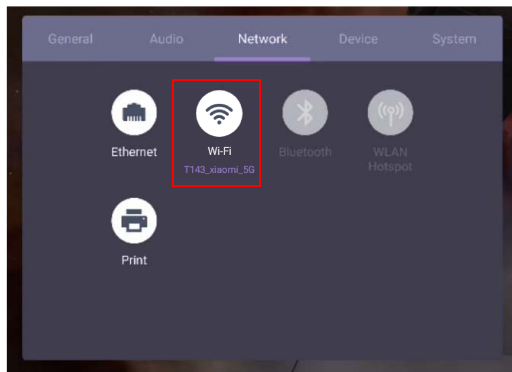 General Audio Network Device System
Ethernet Wi-Fi Bluetooth WLAN Hotspot
T143_xiaomi_5G
Print